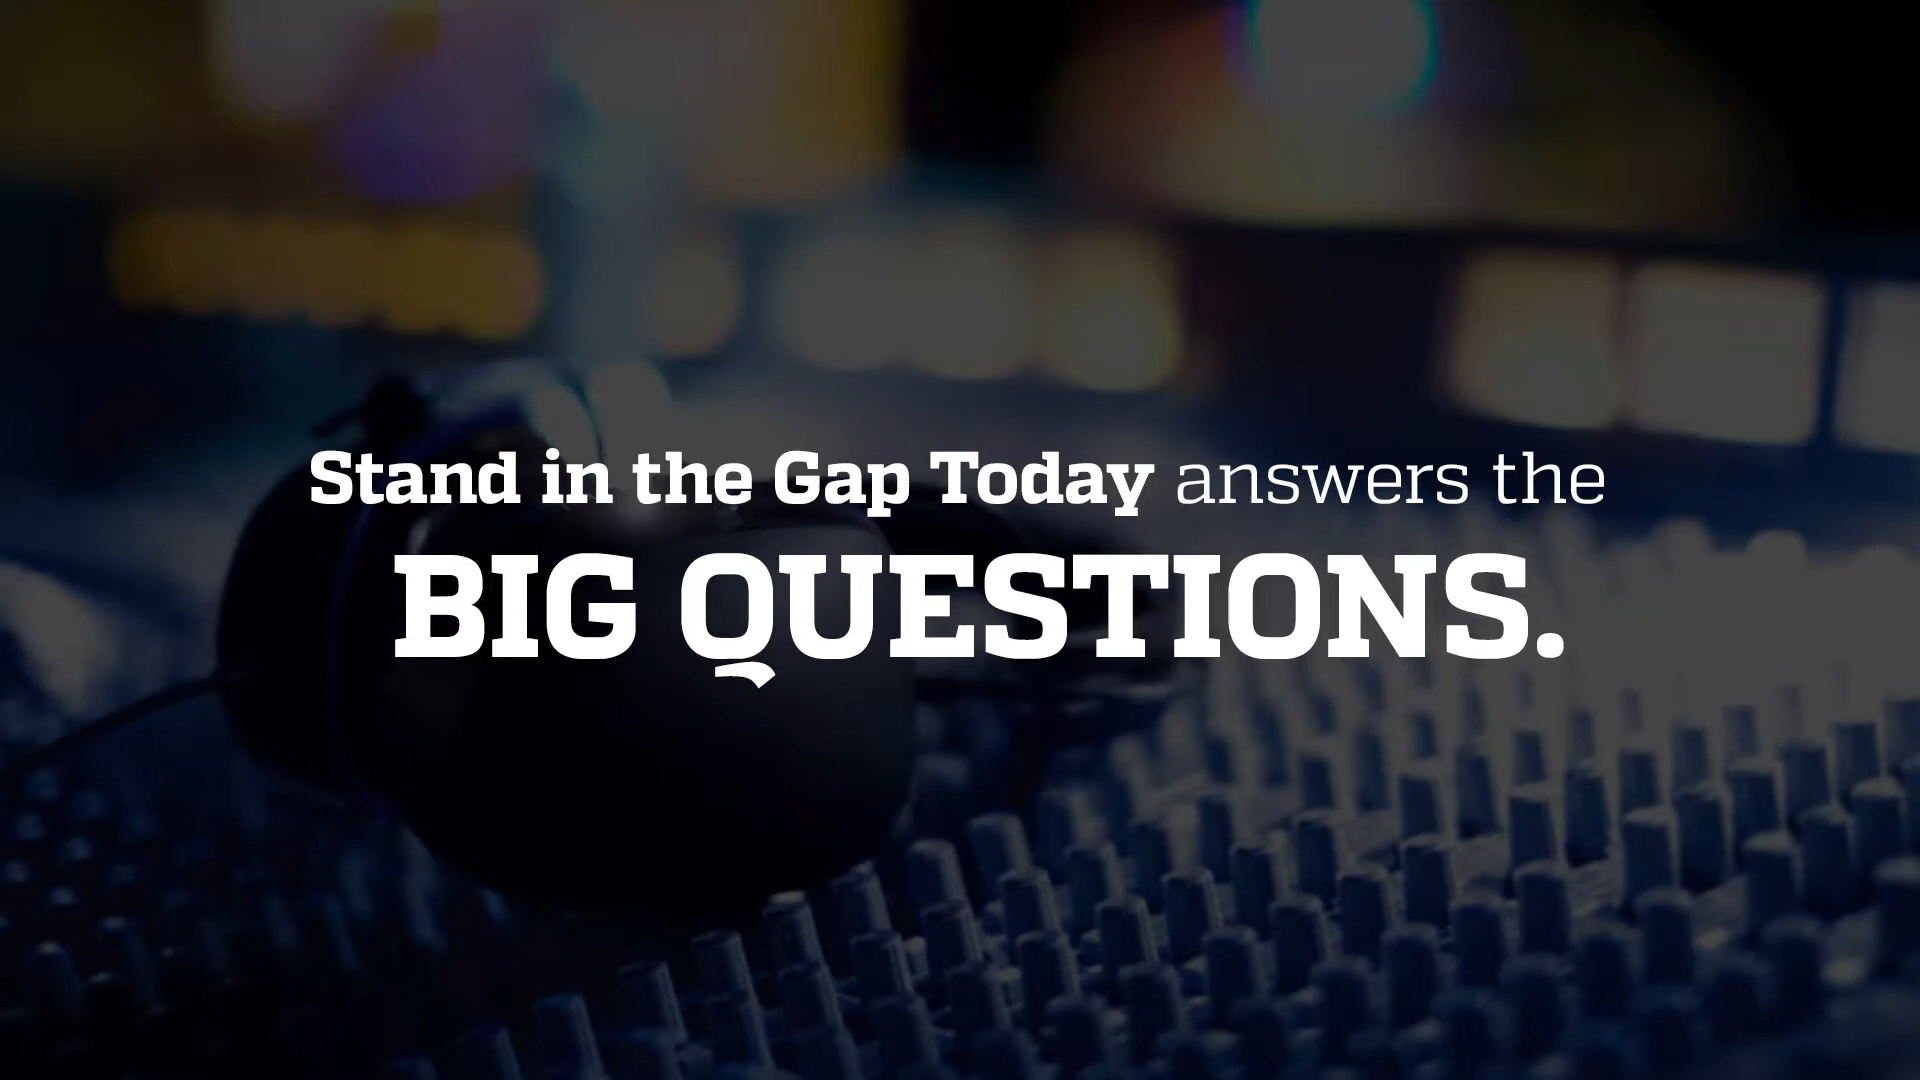 Stand in the Gap Today answers the
BIG QUESTIONS.